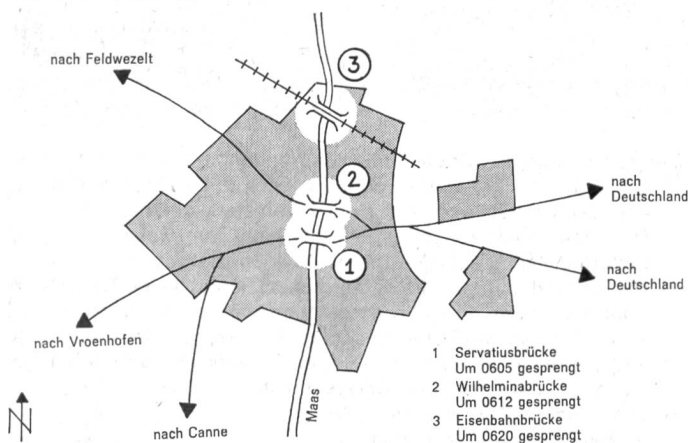 nach Feldwezelt
3
2
nach
Deutschland
1
nach
Deutschland
nach Vroenhofen
Maas
nach Canne
N
1 Servatiusbrücke
Um 0605 gesprengt
2 Wilhelminabrücke
Um 0612 gesprengt
3 Eisenbahnbrücke
Um 0620 gesprengt